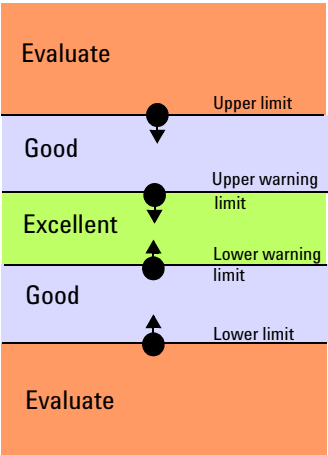 Evaluate
Upper limit
Good
Upper warning
limit
Excellent
Lower warning
limit
Good
Lower limit
Evaluate